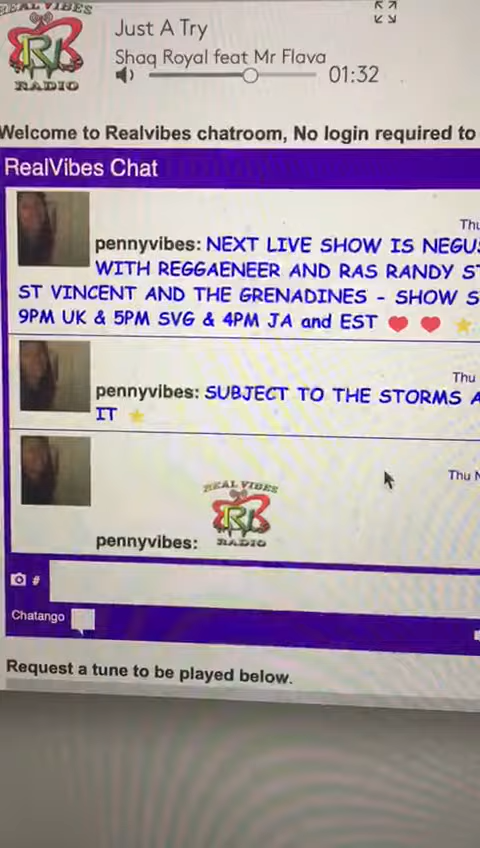 REAL VIBES
RADIO
Just A Try
Shaq Royal feat Mr Flava
01:32
Welcome to Realvibes chatroom, No login required to
RealVibes Chat
Thu
pennyvibes: NEXT LIVE SHOW IS NEGUS
WITH REGGAENEER AND RAS RANDY
ST VINCENT AND THE GRENADINES - SHOW
9PM UK & 5PM SVG & 4PM JA and EST ❤️ ❤️ ⭐
Thu
pennyvibes: SUBJECT TO THE STORMS
IT ⭐
Thu N
REAL VIBES
RADIO
pennyvibes:
#
Chatango
Request a tune to be played below.